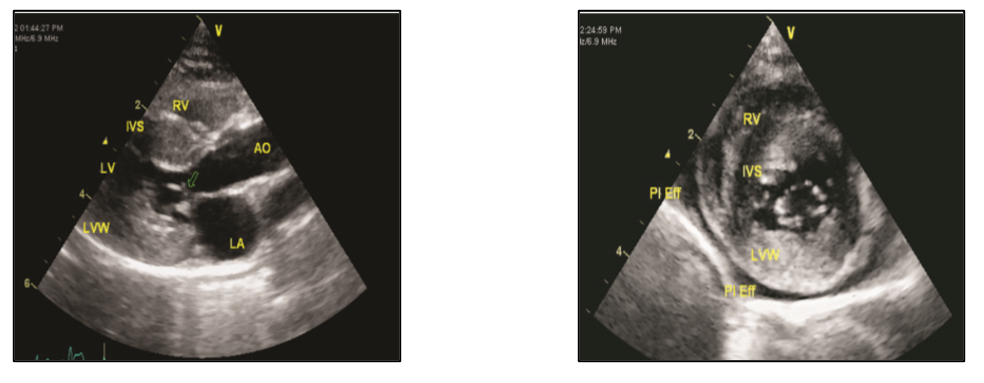 2 01:44:27 PM
MHz/6.9 MHz
V
2
RV
IVS
AO
LV
4
LVW
LA
6
2:24:59 PM
lz/6.9 MHz
V
RV
2
IVS
Pl Eff
4
LVW
Pl Eff